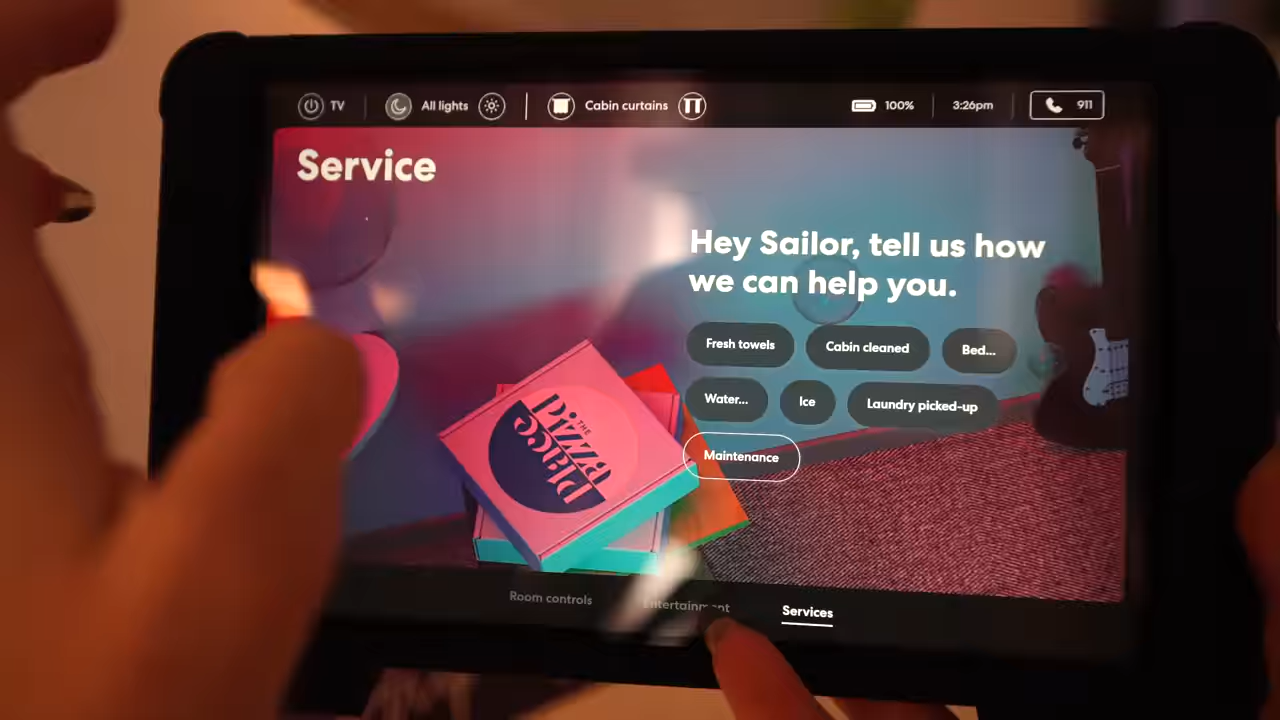 TV All lights Cabin curtains 100% 3:26pm 911
Service
Hey Sailor, tell us how
we can help you.
Fresh towels Cabin cleaned Bed...
Water... Ice Laundry picked-up
Maintenance
THE
Pizza
Place
Room controls Entertainment Services